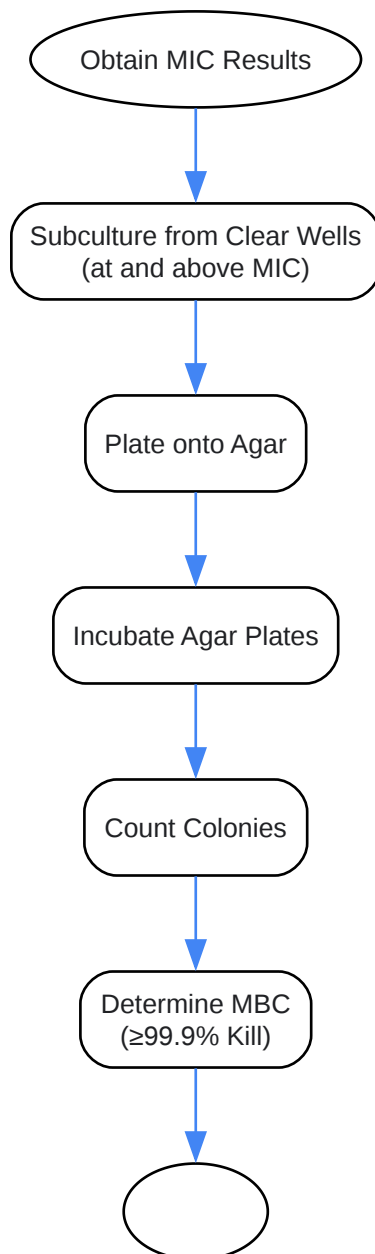 Obtain MIC Results
Subculture from Clear Wells
(at and above MIC)
Plate onto Agar
Incubate Agar Plates
Count Colonies
Determine MBC
(≥99.9% Kill)